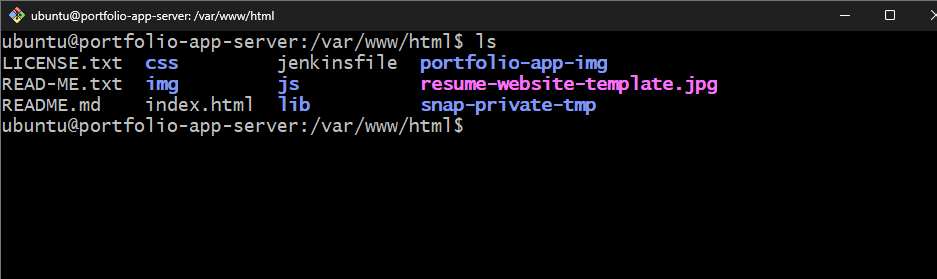 ubuntu@portfolio-app-server: /var/www/html
ubuntu@portfolio-app-server:/var/www/html$ ls
LICENSE.txt  css         jenkinsfile  portfolio-app-img
READ-ME.txt  img         js           resume-website-template.jpg
README.md    index.html  lib          snap-private-tmp
ubuntu@portfolio-app-server:/var/www/html$